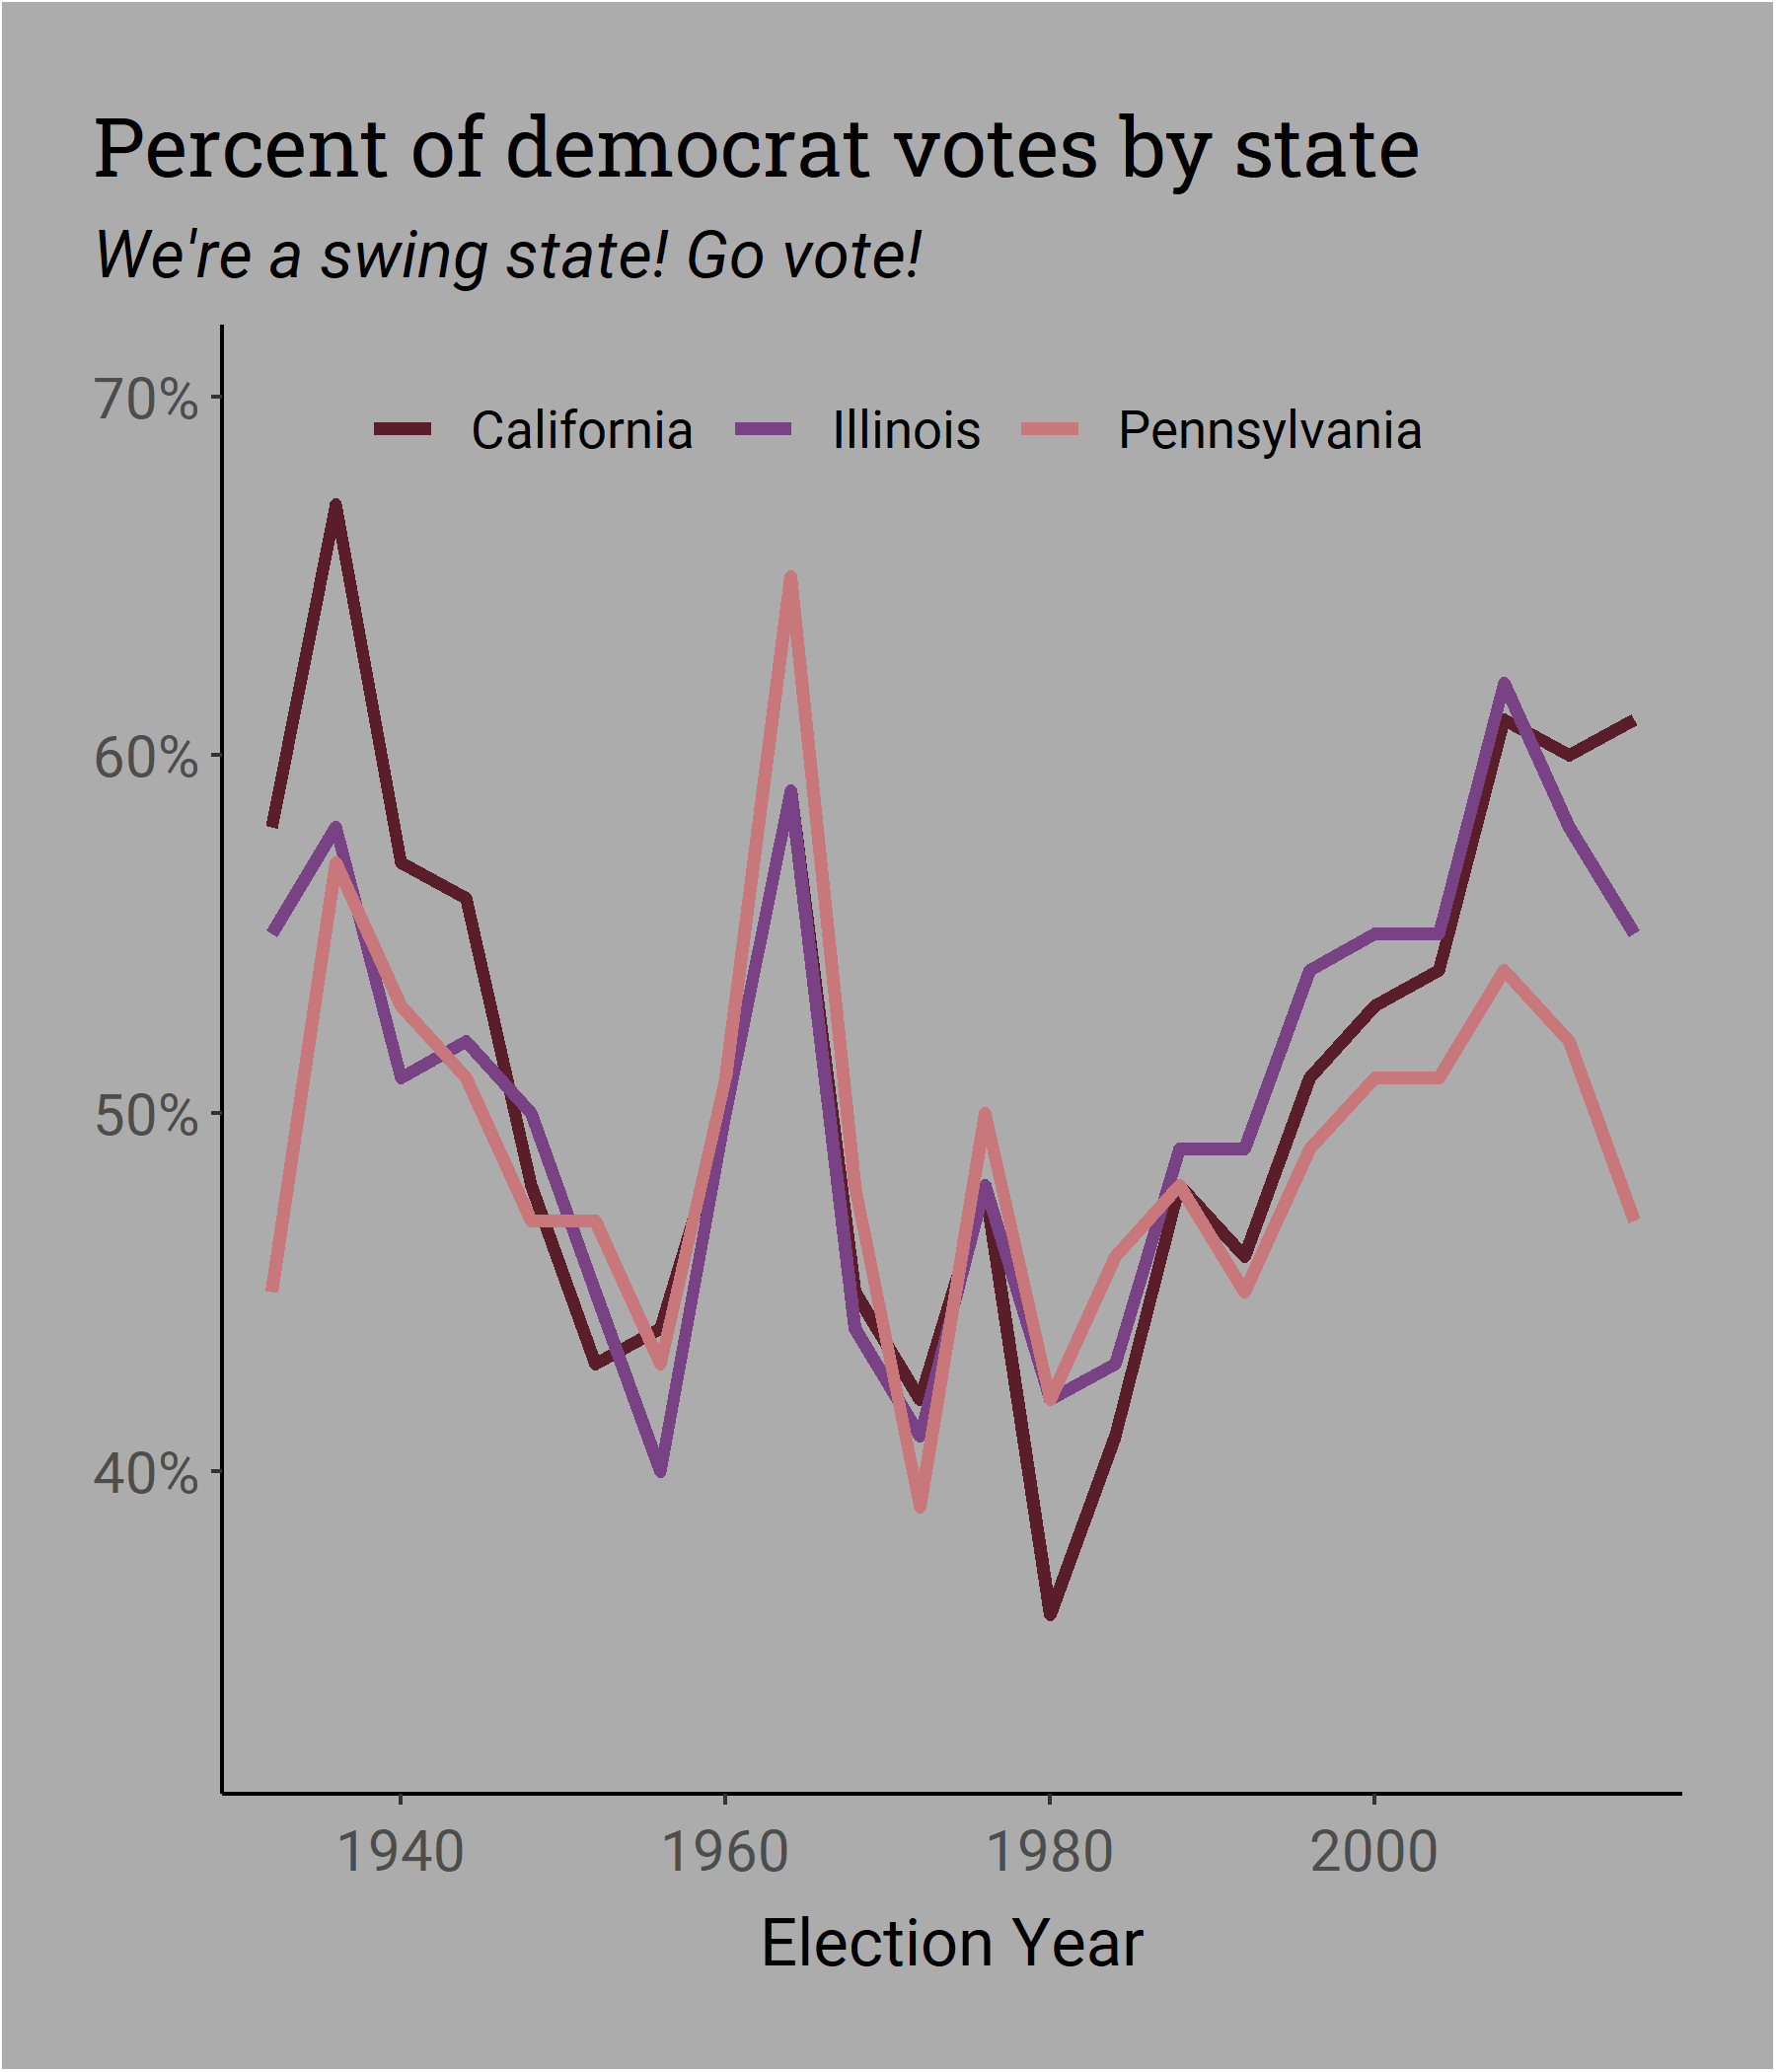 Percent of democrat votes by state
We're a swing state! Go vote!
70%
California Illinois Pennsylvania
60%
50%
40%
1940 1960 1980 2000
Election Year